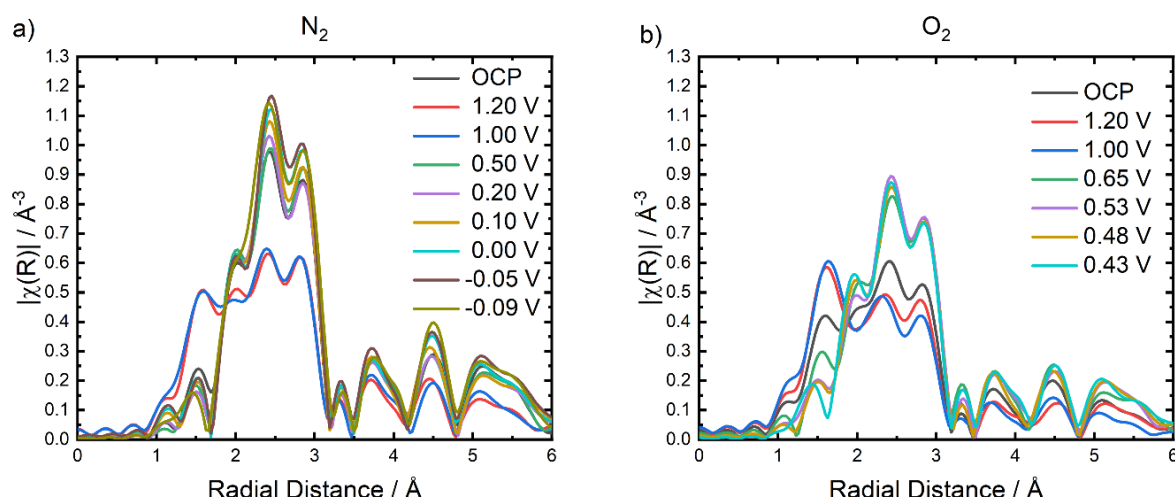 N₂
a)
1.3
1.2
1.1
1.0
0.9
0.8
0.7
0.6
0.5
0.4
0.3
0.2
0.1
0.0
|χ(R)| / Å⁻³
OCP
1.20 V
1.00 V
0.50 V
0.20 V
0.10 V
0.00 V
-0.05 V
-0.09 V
0 1 2 3 4 5 6
Radial Distance / Å
O₂
b)
1.3
1.2
1.1
1.0
0.9
0.8
0.7
0.6
0.5
0.4
0.3
0.2
0.1
0.0
|χ(R)| / Å⁻³
OCP
1.20 V
1.00 V
0.65 V
0.53 V
0.48 V
0.43 V
0 1 2 3 4 5 6
Radial Distance / Å